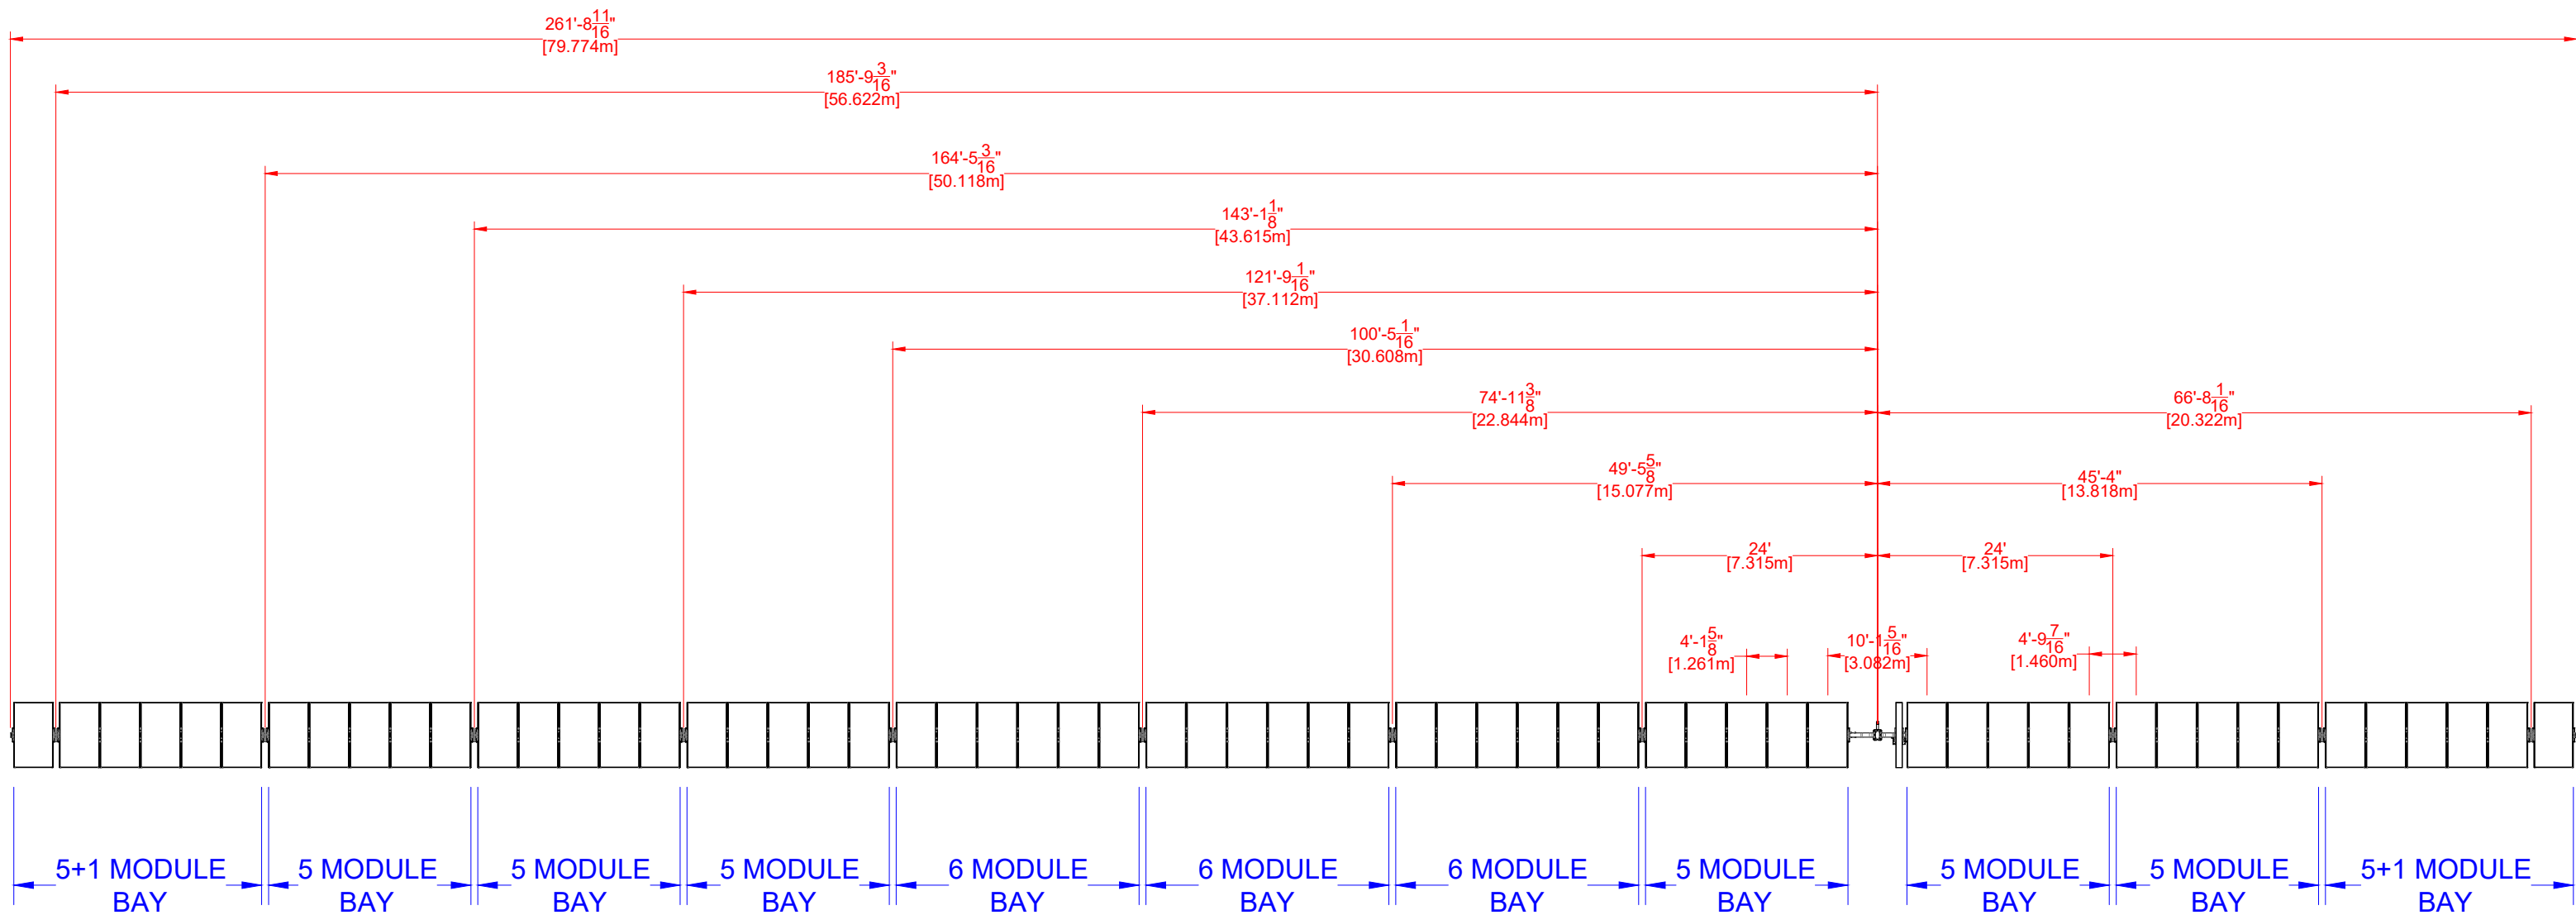 261'-8 11/16"
[79.774m]
185'-9 3/16"
[56.622m]
164'-5 3/16"
[50.118m]
143'-1 1/8"
[43.615m]
121'-9 1/16"
[37.112m]
100'-5 1/16"
[30.608m]
74'-11 3/8"
[22.844m]
66'-8 1/16"
[20.322m]
49'-5 5/8"
[15.077m]
45'-4"
[13.818m]
24'
[7.315m]
24'
[7.315m]
4'-1 5/8"
[1.261m]
10'-1 5/16"
[3.082m]
4'-9 7/16"
[1.460m]
5+1 MODULE
BAY
5 MODULE
BAY
5 MODULE
BAY
5 MODULE
BAY
6 MODULE
BAY
6 MODULE
BAY
6 MODULE
BAY
5 MODULE
BAY
5 MODULE
BAY
5 MODULE
BAY
5+1 MODULE
BAY